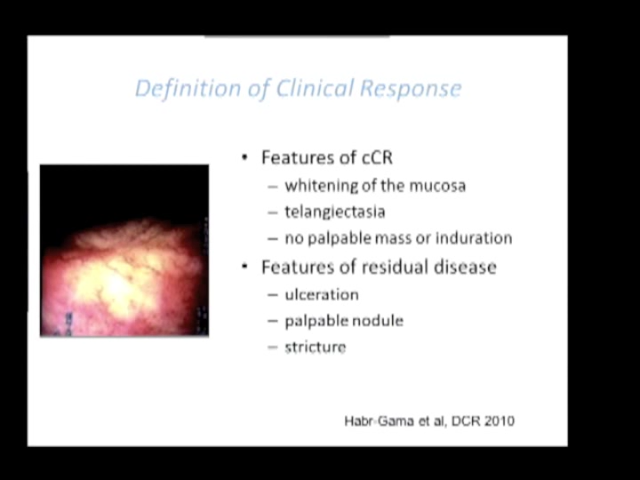 Definition of Clinical Response
• Features of cCR
– whitening of the mucosa
– telangiectasia
– no palpable mass or induration
• Features of residual disease
– ulceration
– palpable nodule
– stricture
Habr-Gama et al, DCR 2010